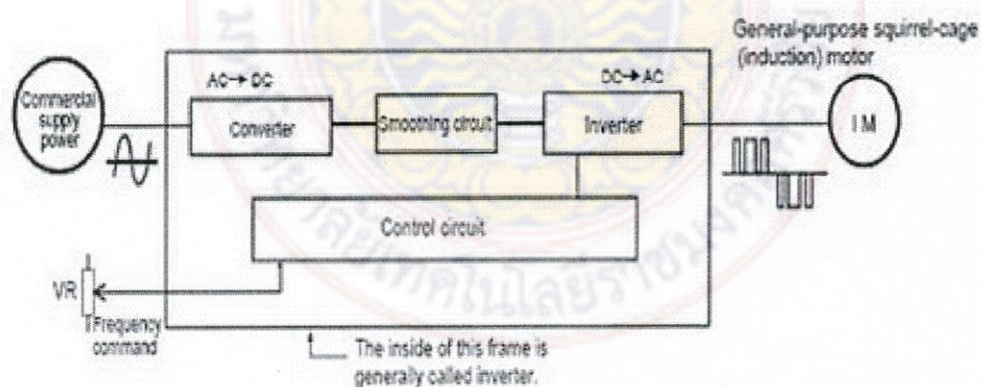 General-purpose squirrel-cage
(induction) motor
AC→DC
DC→AC
Commercial
supply
power
Converter
Smoothing circuit
Inverter
I M
Control circuit
VR
Frequency
command
The inside of this frame is
generally called inverter.